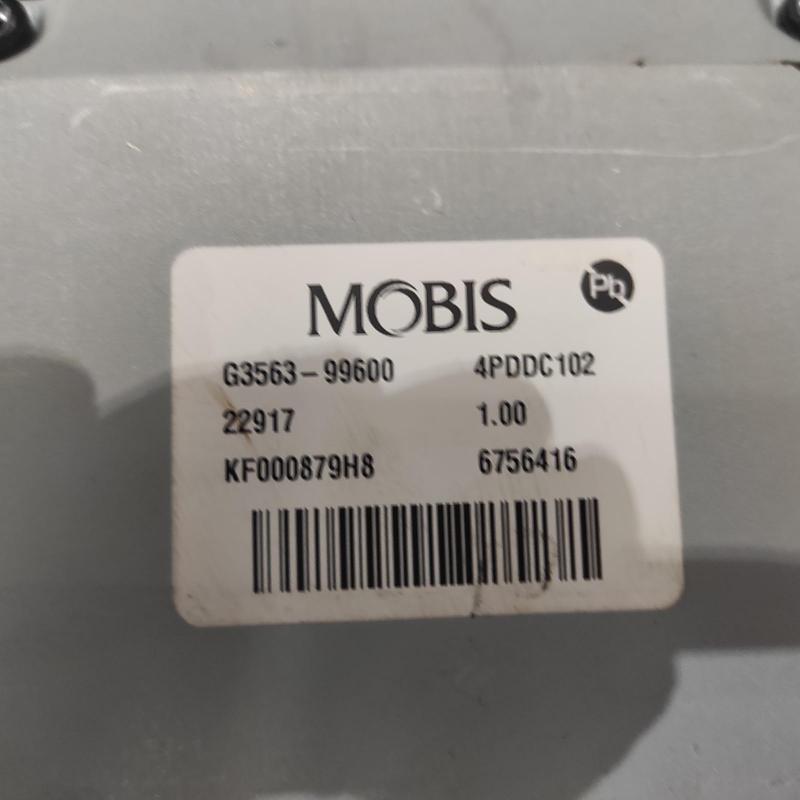 MOBIS
Pb
G3563-99600 4PDDC102
22917 1.00
KF000879H8 6756416